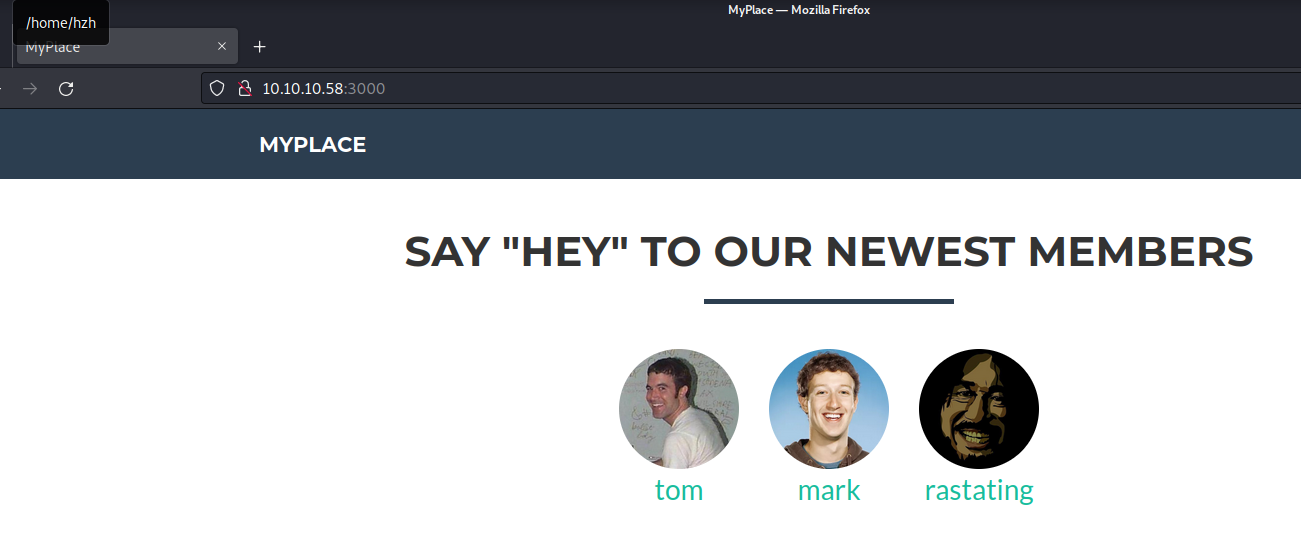 MyPlace — Mozilla Firefox
/home/hzh
MyPlace
10.10.10.58:3000
MYPLACE
SAY "HEY" TO OUR NEWEST MEMBERS
tom mark rastating